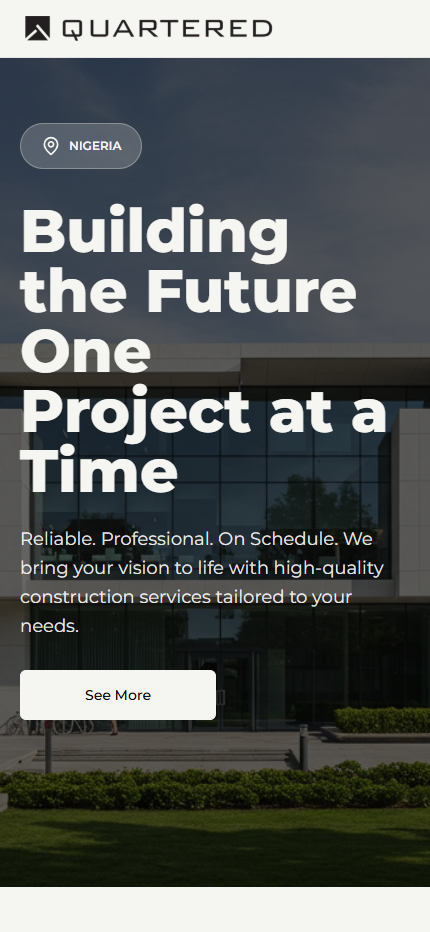 QUARTERED
NIGERIA
Building
the Future
One
Project at a
Time
Reliable. Professional. On Schedule. We
bring your vision to life with high-quality
construction services tailored to your
needs.
See More